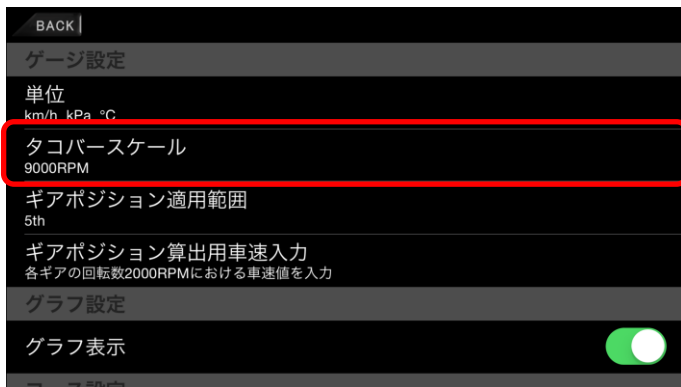 BACK
ゲージ設定
単位
km/h, kPa, °C
タコバースケール
9000RPM
ギアポジション適用範囲
5th
ギアポジション算出用車速入力
各ギアの回転数2000RPMにおける車速値を入力
グラフ設定
グラフ表示